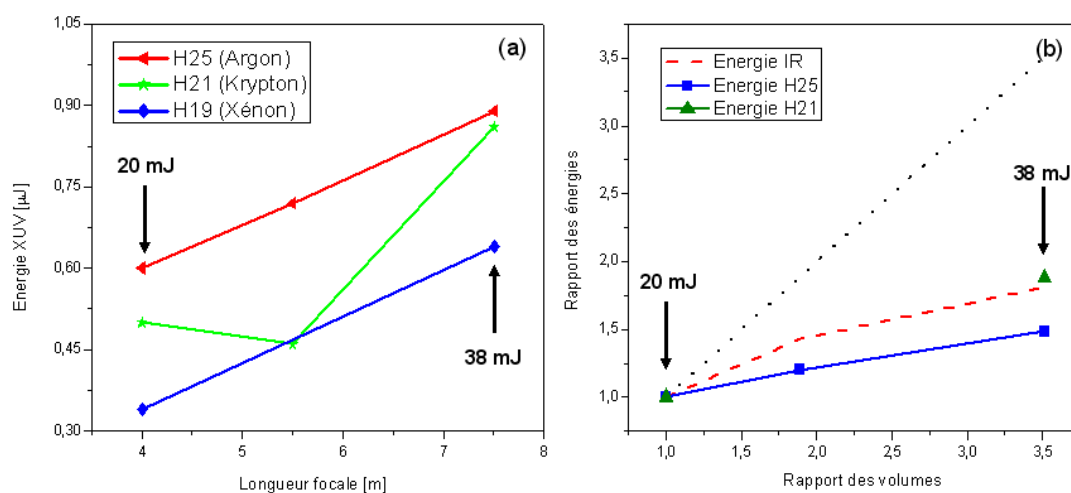 (a)
H25 (Argon)
H21 (Krypton)
H19 (Xénon)
20 mJ
38 mJ
1,05
0,90
0,75
0,60
0,45
0,30
Energie XUV [µJ]
4 5 6 7 8
Longueur focale [m]
(b)
Energie IR
Energie H25
Energie H21
38 mJ
20 mJ
3,5
3,0
2,5
2,0
1,5
1,0
Rapport des énergies
1,0 1,5 2,0 2,5 3,0 3,5
Rapport des volumes